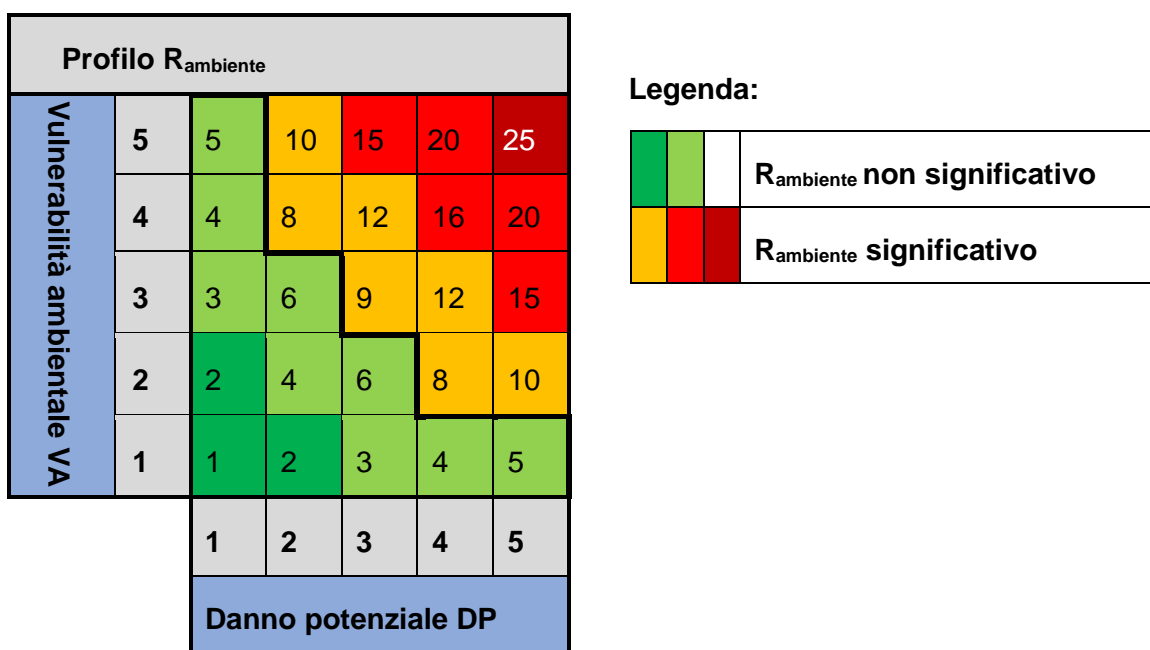 Profilo Rambiente
Vulnerabilità ambientale VA
5 5 10 15 20 25
4 4 8 12 16 20
3 3 6 9 12 15
2 2 4 6 8 10
1 1 2 3 4 5
1 2 3 4 5
Danno potenziale DP
Legenda:
Rambiente non significativo
Rambiente significativo